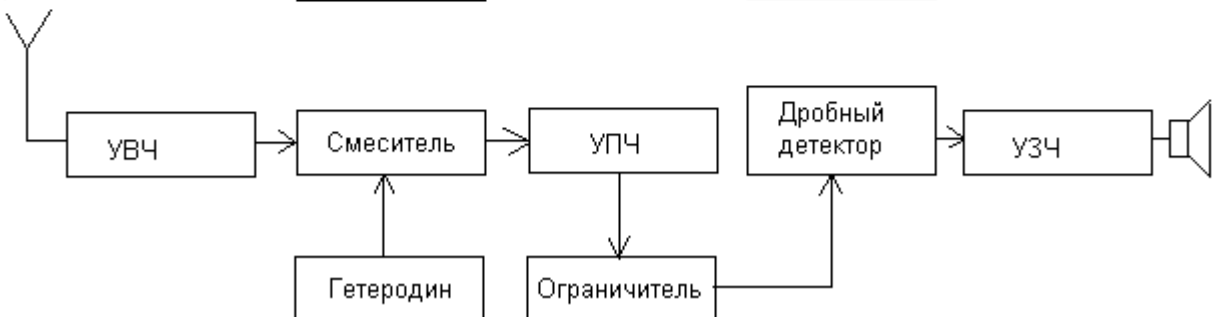 УВЧ
Смеситель
УПЧ
Дробный
детектор
УЗЧ
Гетеродин
Ограничитель